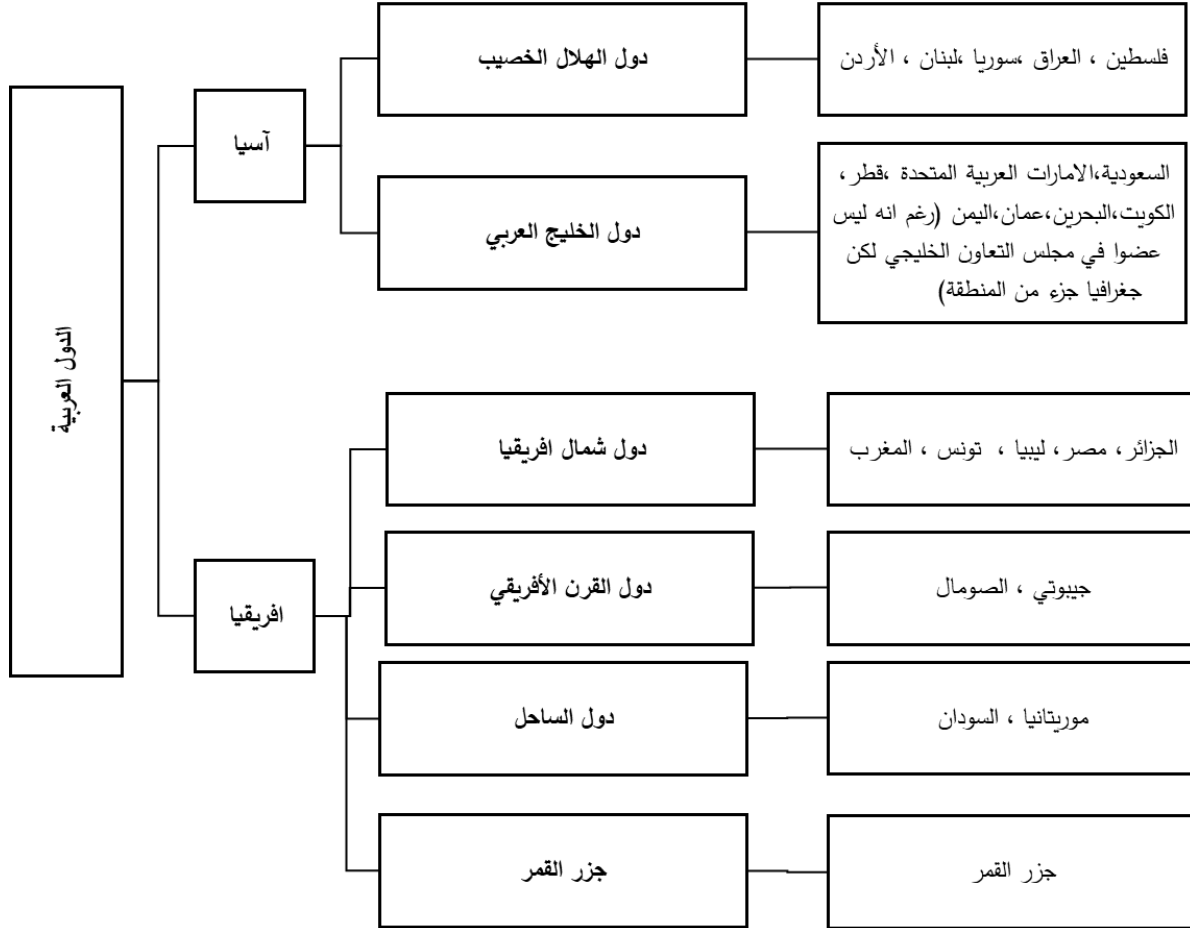 الدول العربية
آسيا
دول الهلال الخصيب
فلسطين ، العراق ،سوريا ،لبنان ، الأردن
دول الخليج العربي
السعودية،الامارات العربية المتحدة ،قطر ،
الكويت،البحرين،عمان،اليمن (رغم انه ليس
عضوا في مجلس التعاون الخليجي لكن
جغرافيا جزء من المنطقة)
افريقيا
دول شمال افريقيا
الجزائر ، مصر ، ليبيا ، تونس ، المغرب
دول القرن الأفريقي
جيبوتي ، الصومال
دول الساحل
موريتانيا ، السودان
جزر القمر
جزر القمر